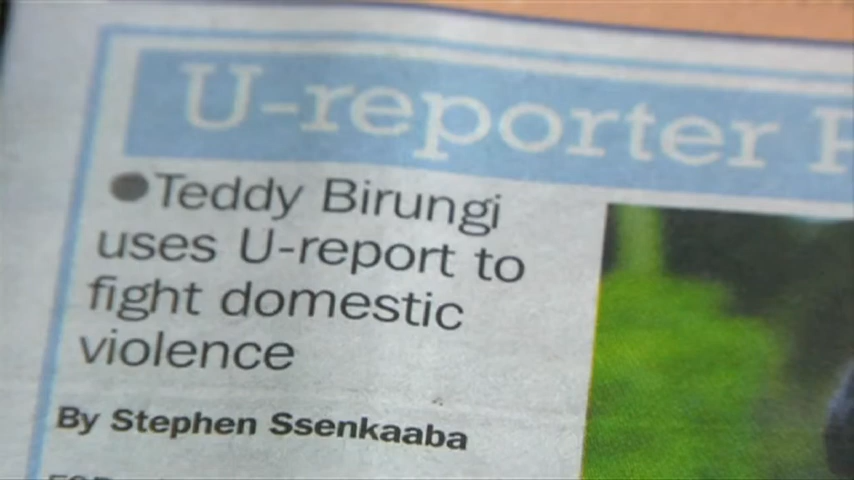 U-reporter
●Teddy Birungi
uses U-report to
fight domestic
violence
By Stephen Ssenkaaba